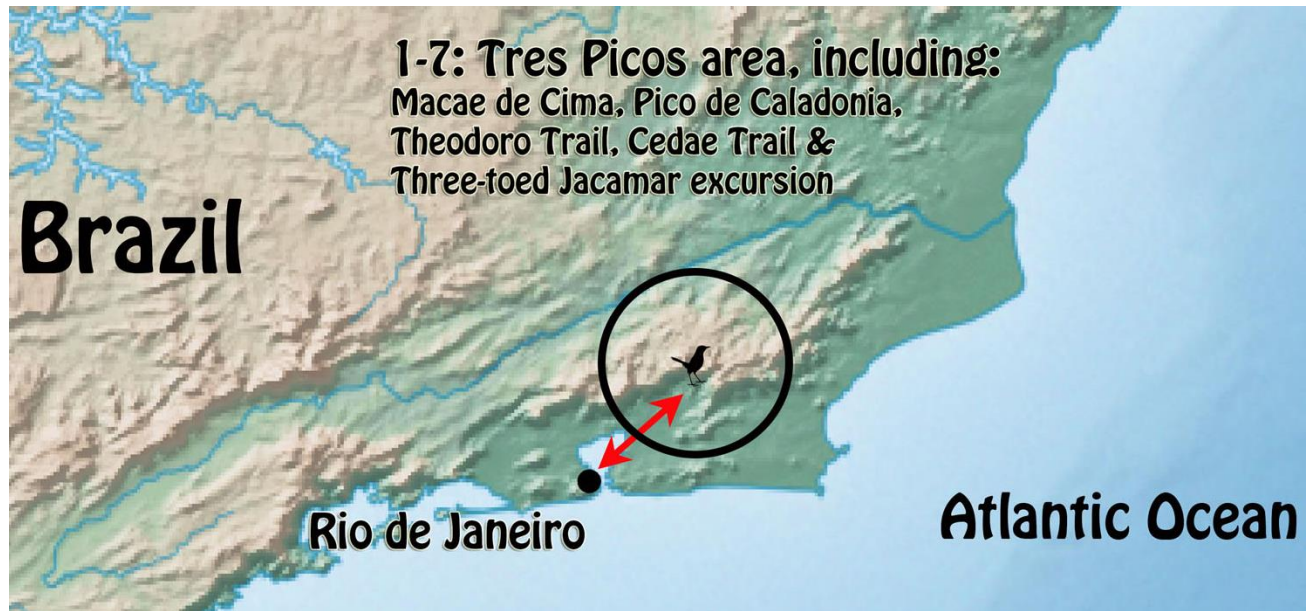 1-7: Tres Picos area, including:
Macae de Cima, Pico de Caladonia,
Theodoro Trail, Cedae Trail &
Three-toed Jacamar excursion
Brazil
Rio de Janeiro
Atlantic Ocean